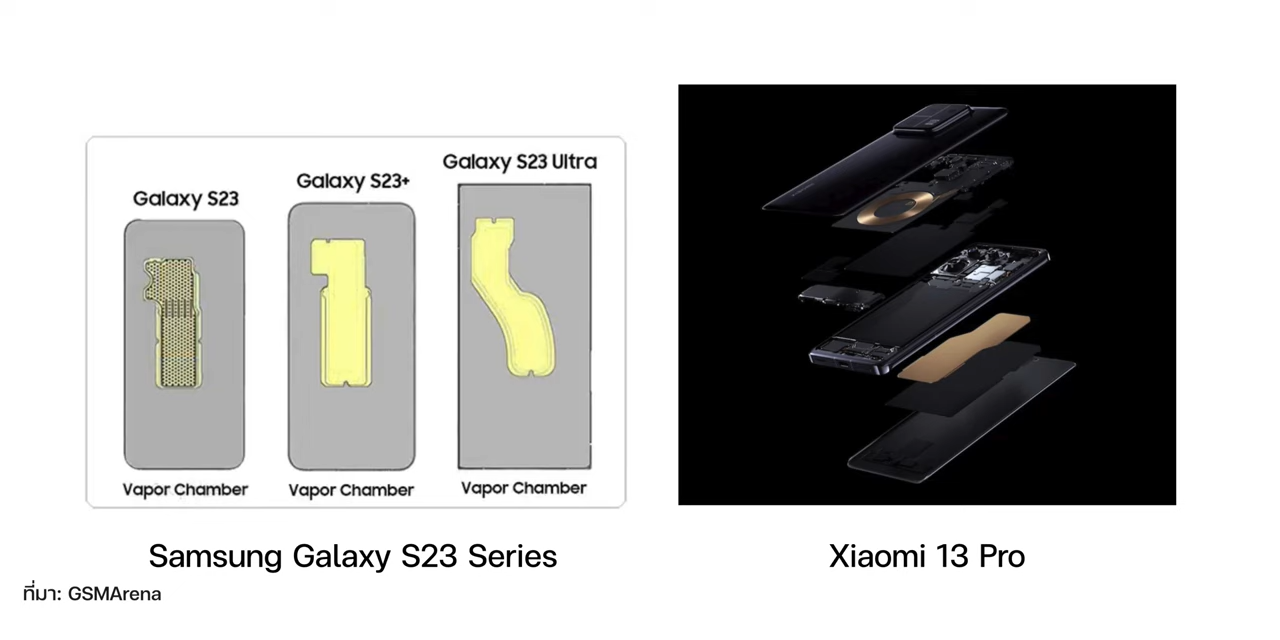 Galaxy S23
Galaxy S23+
Galaxy S23 Ultra
Vapor Chamber
Vapor Chamber
Vapor Chamber
Samsung Galaxy S23 Series
Xiaomi 13 Pro
ที่มา: GSMArena